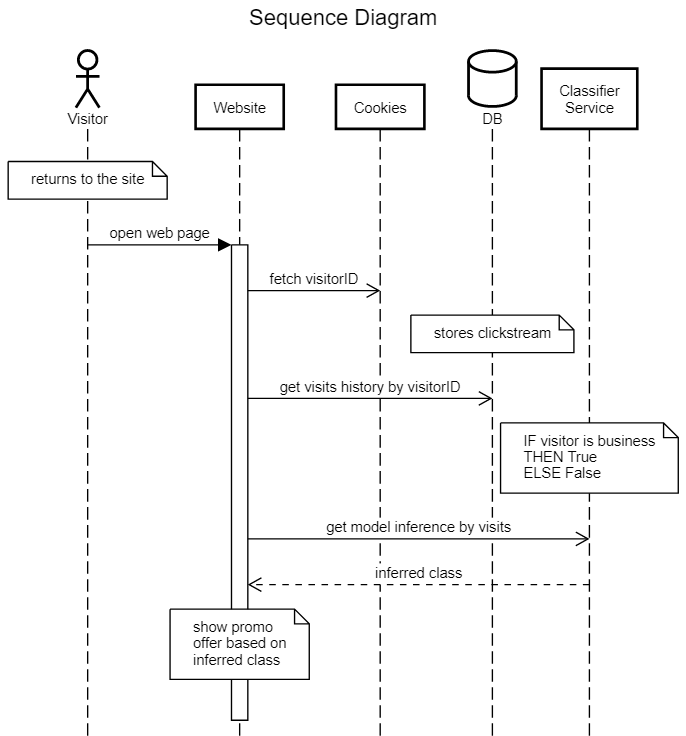 Sequence Diagram
Visitor
Website
Cookies
DB
Classifier
Service
returns to the site
open web page
fetch visitorID
stores clickstream
get visits history by visitorID
IF visitor is business
THEN True
ELSE False
get model inference by visits
inferred class
show promo
offer based on
inferred class